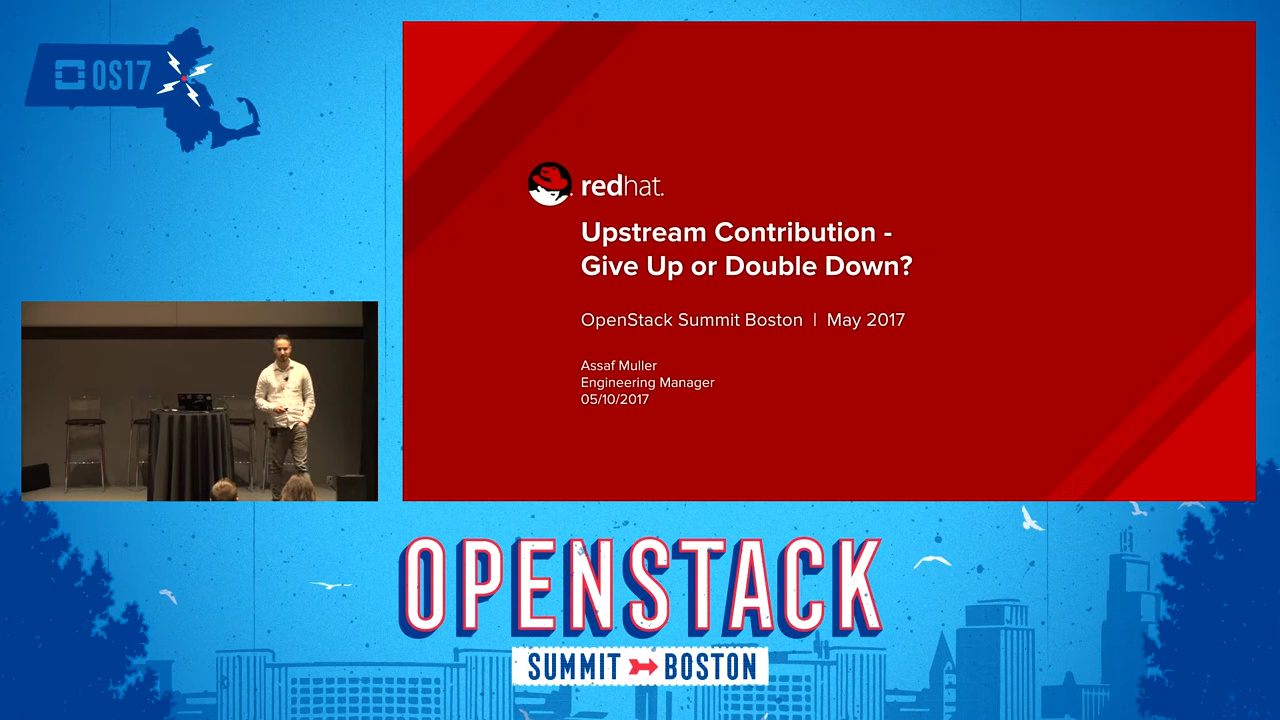 OS17
redhat.
Upstream Contribution -
Give Up or Double Down?
OpenStack Summit Boston | May 2017
Assaf Muller
Engineering Manager
05/10/2017
OPENSTACK
SUMMIT BOSTON